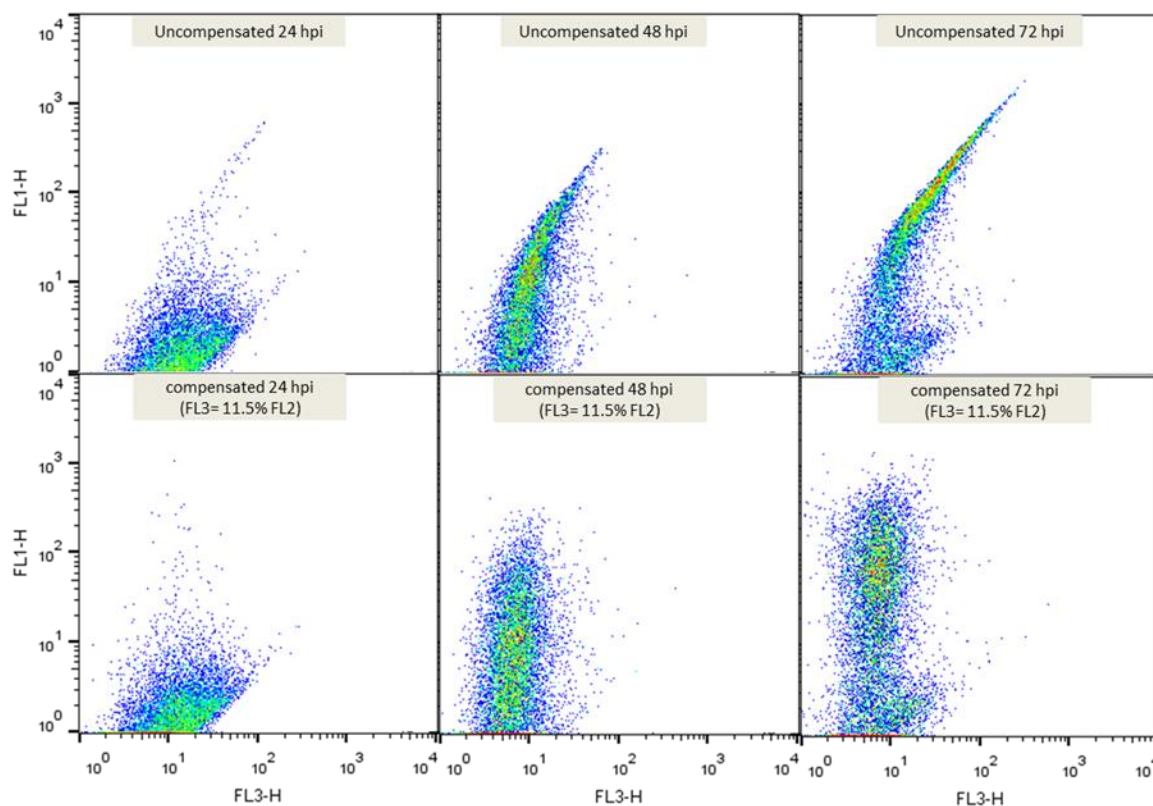 Uncompensated 24 hpi
Uncompensated 48 hpi
Uncompensated 72 hpi
10^4
10^3
10^2
10^1
10^0
FL1-H
compensated 24 hpi
(FL3= 11.5% FL2)
compensated 48 hpi
(FL3= 11.5% FL2)
compensated 72 hpi
(FL3= 11.5% FL2)
10^4
10^3
10^2
10^1
10^0
FL1-H
10^0 10^1 10^2 10^3 10^4
10^0 10^1 10^2 10^3 10^4
10^0 10^1 10^2 10^3 10^4
FL3-H
FL3-H
FL3-H